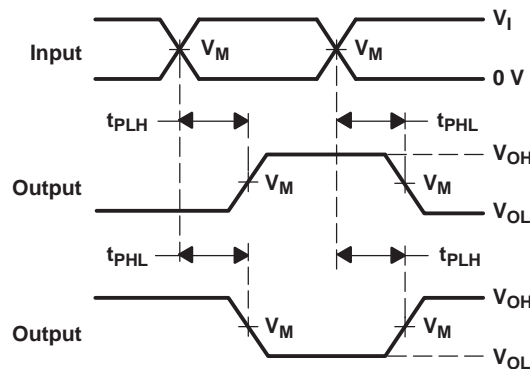 V_I
Input
V_M
V_M
0 V
t_PLH
t_PHL
V_OH
Output
V_M
V_M
V_OL
t_PHL
t_PLH
V_OH
Output
V_M
V_M
V_OL